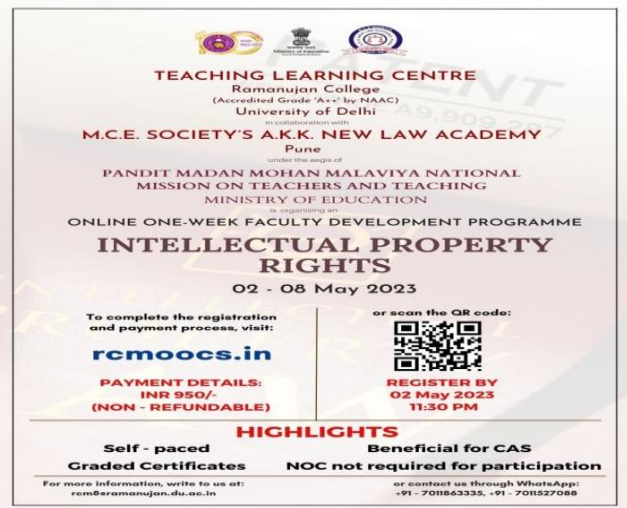 PATENT
A9,909,297
TEACHING LEARNING CENTRE
Ramanujan College
(Accredited Grade 'A++' by NAAC)
University of Delhi
in collaboration with
M.C.E. SOCIETY'S A.K.K. NEW LAW ACADEMY
Pune
under the aegis of
PANDIT MADAN MOHAN MALAVIYA NATIONAL
MISSION ON TEACHERS AND TEACHING
MINISTRY OF EDUCATION
is organising an
ONLINE ONE-WEEK FACULTY DEVELOPMENT PROGRAMME
INTELLECTUAL PROPERTY
RIGHTS
02 - 08 May 2023
To complete the registration
and payment process, visit:
rcmoocs.in
PAYMENT DETAILS:
INR 950/-
(NON - REFUNDABLE)
or scan the QR code:
REGISTER BY
02 May 2023
11:30 PM
HIGHLIGHTS
Self - paced
Beneficial for CAS
Graded Certificates
NOC not required for participation
For more information, write to us at:
rcm@sramanujan.du.ac.in
or contact us through WhatsApp:
+91 - 7011863335, +91 - 7011527088